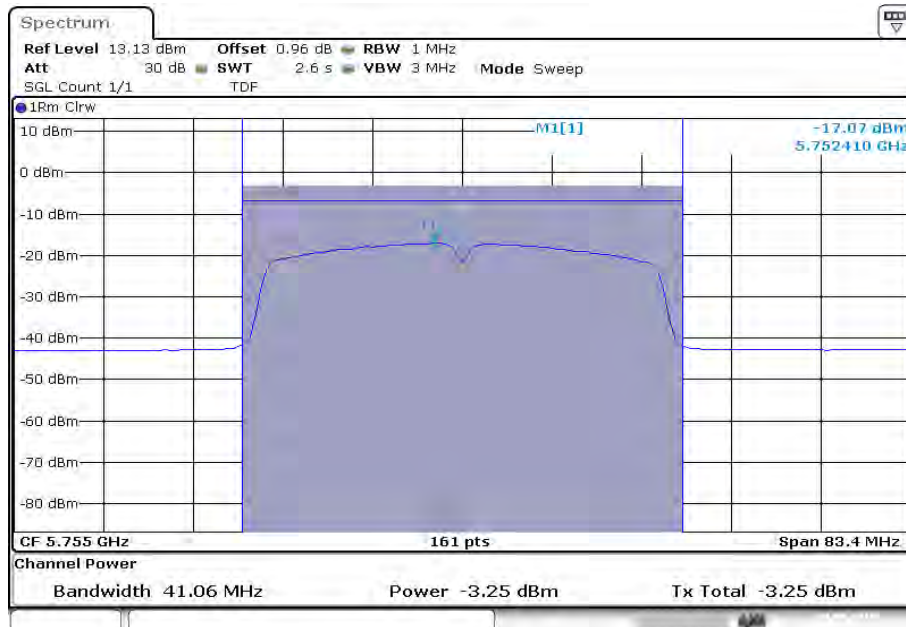 Spectrum
Ref Level 13.13 dBm Offset 0.96 dB RBW 1 MHz
Att 30 dB SWT 2.6 s VBW 3 MHz Mode Sweep
SGL Count 1/1 TDF
1Rm Clrw
10 dBm M1[1] -17.07 dBm
5.752410 GHz
0 dBm
-10 dBm
-20 dBm
-30 dBm
-40 dBm
-50 dBm
-60 dBm
-70 dBm
-80 dBm
CF 5.755 GHz 161 pts Span 83.4 MHz
Channel Power
Bandwidth 41.06 MHz Power -3.25 dBm Tx Total -3.25 dBm